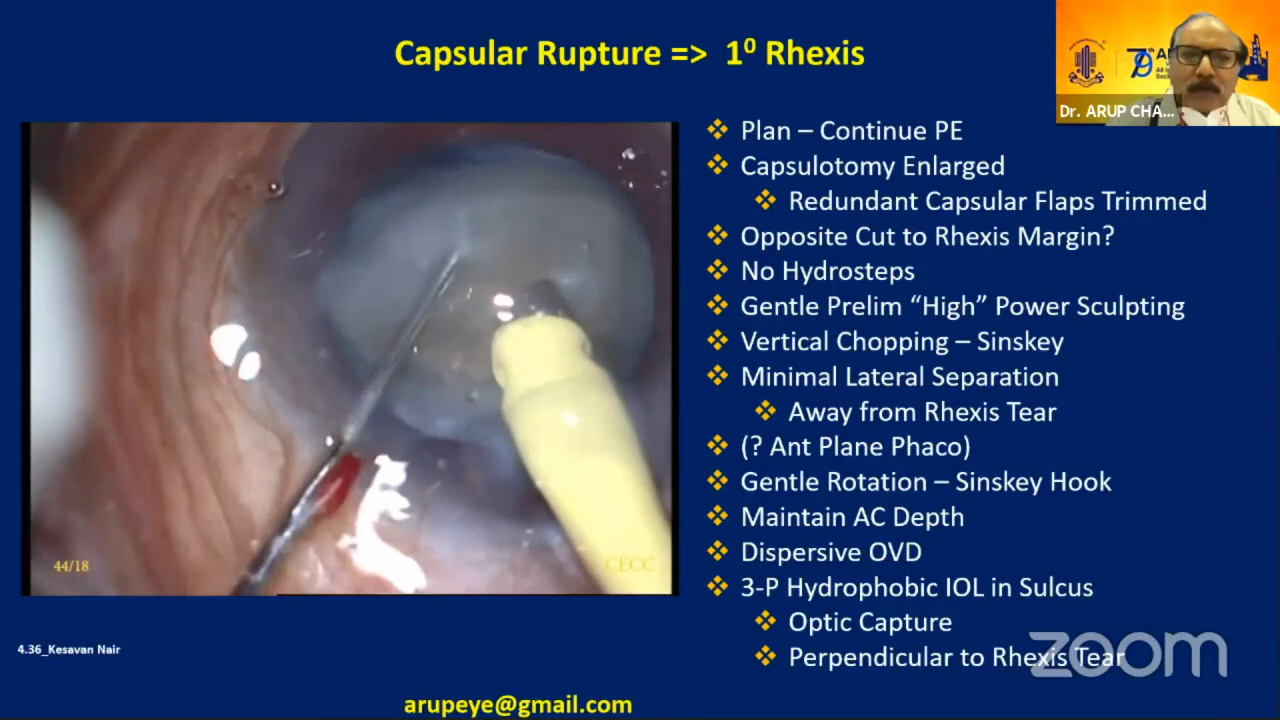 Capsular Rupture => 1⁰ Rhexis
Dr. ARUP CHA...
❖ Plan – Continue PE
❖ Capsulotomy Enlarged
❖ Redundant Capsular Flaps Trimmed
❖ Opposite Cut to Rhexis Margin?
❖ No Hydrosteps
❖ Gentle Prelim “High” Power Sculpting
❖ Vertical Chopping – Sinskey
❖ Minimal Lateral Separation
❖ Away from Rhexis Tear
❖ (? Ant Plane Phaco)
❖ Gentle Rotation – Sinskey Hook
❖ Maintain AC Depth
❖ Dispersive OVD
❖ 3-P Hydrophobic IOL in Sulcus
❖ Optic Capture
❖ Perpendicular to Rhexis Tear
44/18
CECC
4.36_Kesavan Nair
zoom
arupeye@gmail.com